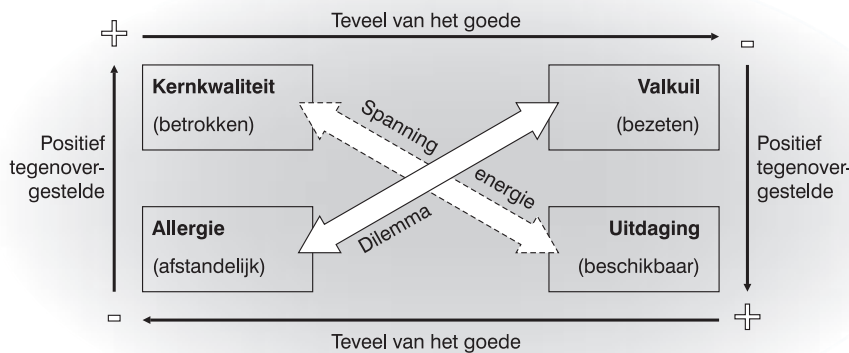 Teveel van het goede
+
-
Kernkwaliteit
(betrokken)
Valkuil
(bezeten)
Spanning
energie
Dilemma
Positief
tegenover-
gestelde
Positief
tegenover-
gestelde
Allergie
(afstandelijk)
Uitdaging
(beschikbaar)
-
+
Teveel van het goede